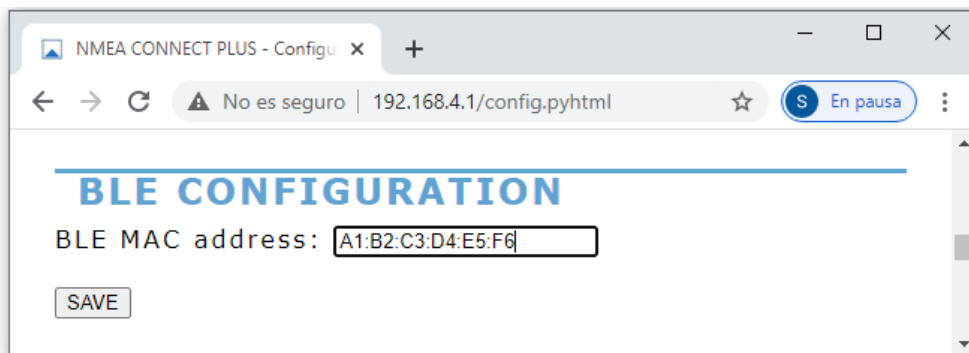 NMEA CONNECT PLUS - Configu
No es seguro | 192.168.4.1/config.pyhtml
S En pausa
BLE CONFIGURATION
BLE MAC address: A1:B2:C3:D4:E5:F6
SAVE